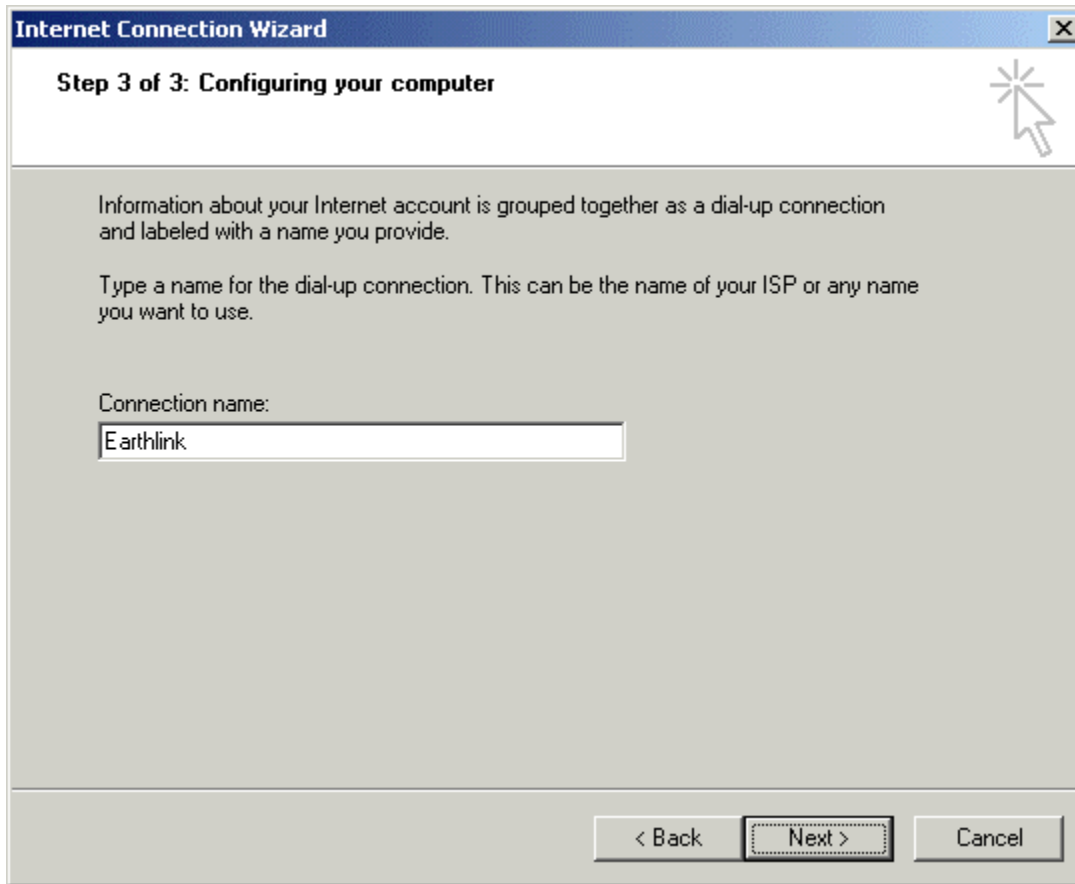 Internet Connection Wizard
Step 3 of 3: Configuring your computer
Information about your Internet account is grouped together as a dial-up connection
and labeled with a name you provide.
Type a name for the dial-up connection. This can be the name of your ISP or any name
you want to use.
Connection name:
Earthlink
< Back Next > Cancel